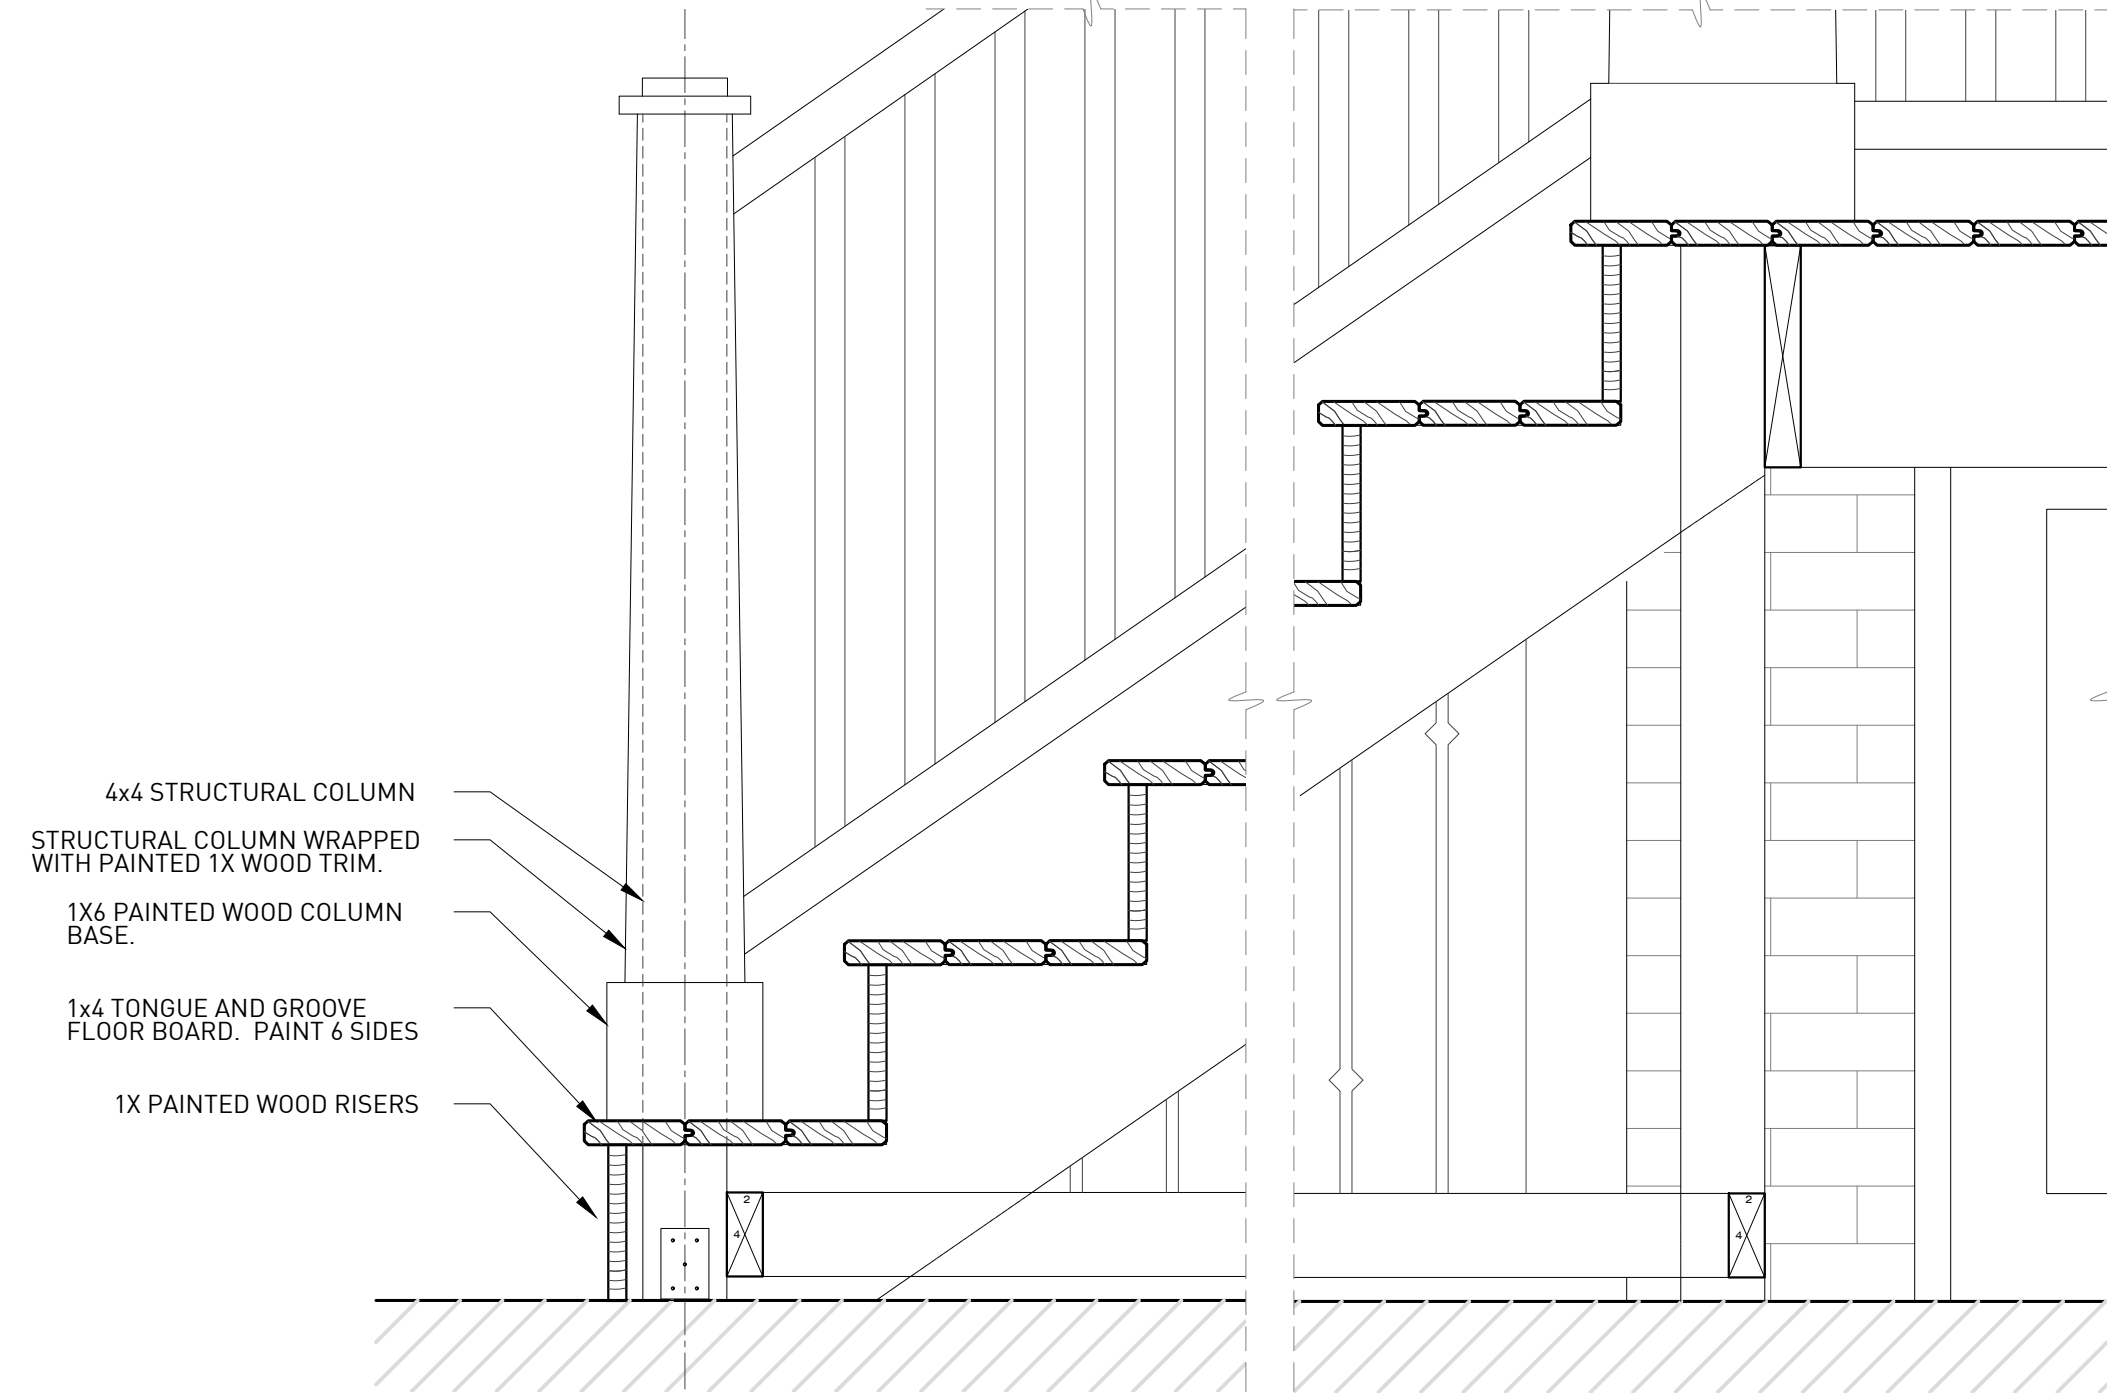 4x4 STRUCTURAL COLUMN
STRUCTURAL COLUMN WRAPPED
WITH PAINTED 1X WOOD TRIM.
1X6 PAINTED WOOD COLUMN
BASE.
1x4 TONGUE AND GROOVE
FLOOR BOARD. PAINT 6 SIDES
1X PAINTED WOOD RISERS
2
4
2
4